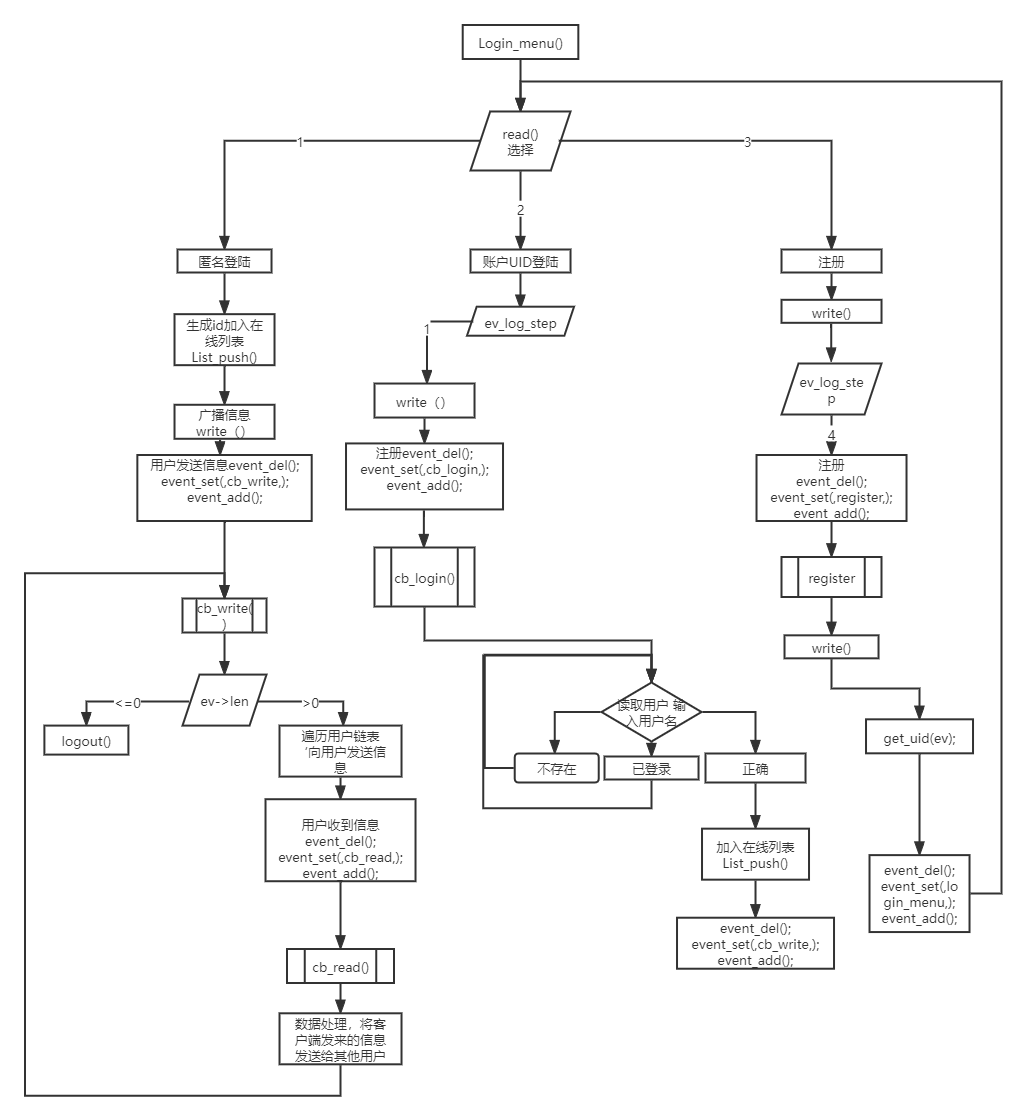 Login_menu()
read()
选择
1
3
2
匿名登陆
账户UID登陆
注册
生成id加入在
线列表
List_push()
ev_log_step
1
write()
ev_log_ste
p
4
广播信息
write（）
write（）
用户发送信息event_del();
event_set(,cb_write,);
event_add();
注册event_del();
event_set(,cb_login,);
event_add();
注册
event_del();
event_set(,register,);
event_add();
cb_write(
)
cb_login()
register
write()
ev->len
<=0
>0
logout()
遍历用户链表
‘向用户发送信
息
读取用户 输
入用户名
get_uid(ev);
不存在
已登录
正确
用户收到信息
event_del();
event_set(,cb_read,);
event_add();
加入在线列表
List_push()
event_del();
event_set(,lo
gin_menu,);
event_add();
event_del();
event_set(,cb_write,);
event_add();
cb_read()
数据处理，将客
户端发来的信息
发送给其他用户